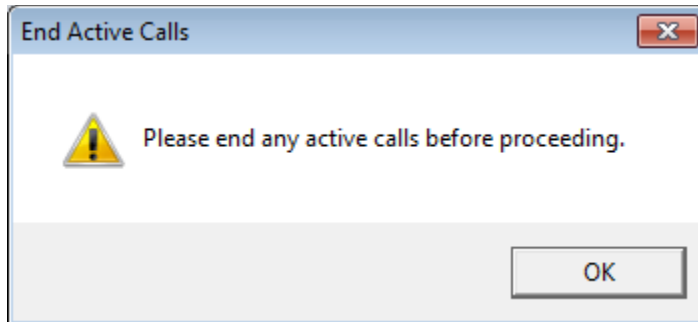 End Active Calls
Please end any active calls before proceeding.
OK